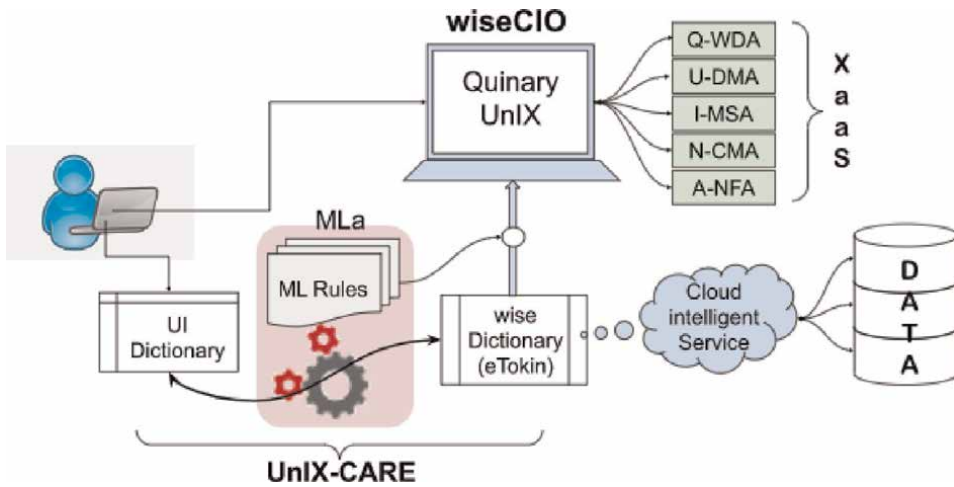 wiseCIO
Quinary
UnIX
Q-WDA
U-DMA
I-MSA
N-CMA
A-NFA
X
a
a
S
MLa
ML Rules
UI
Dictionary
wise
Dictionary
(eTokin)
Cloud
intelligent
Service
D
A
T
A
UnIX-CARE